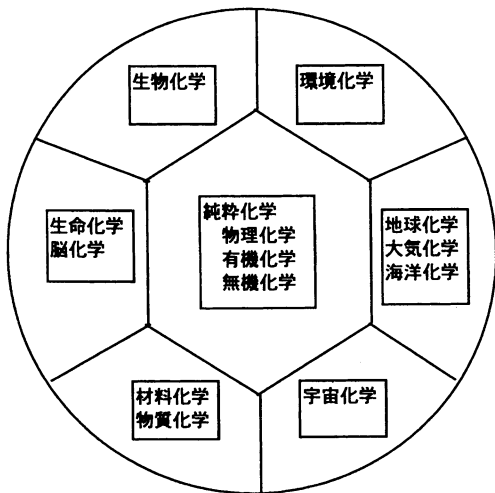 生物化学
環境化学
生命化学
脳化学
純粋化学
物理化学
有機化学
無機化学
地球化学
大気化学
海洋化学
材料化学
物質化学
宇宙化学